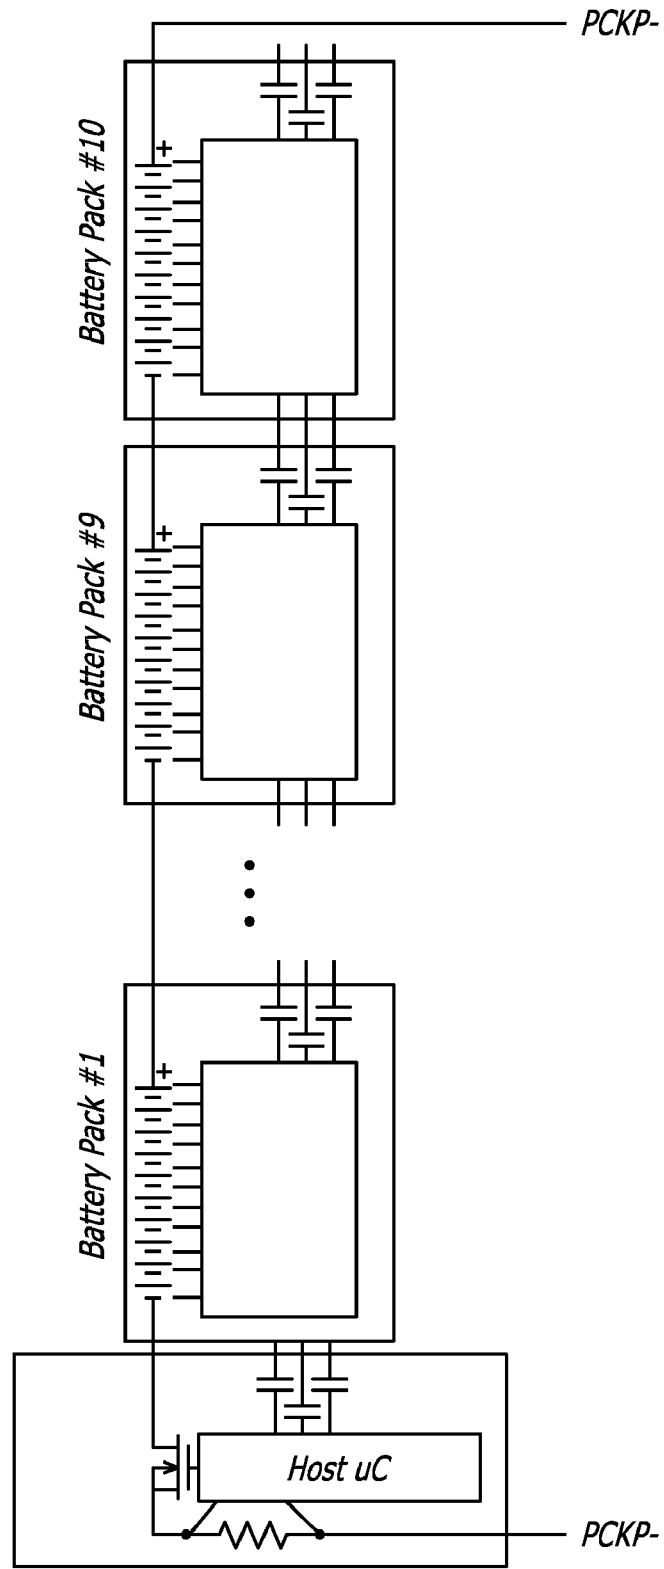 PCKP-
+
Battery Pack #10
+
Battery Pack #9
+
Battery Pack #1
Host uC
PCKP-